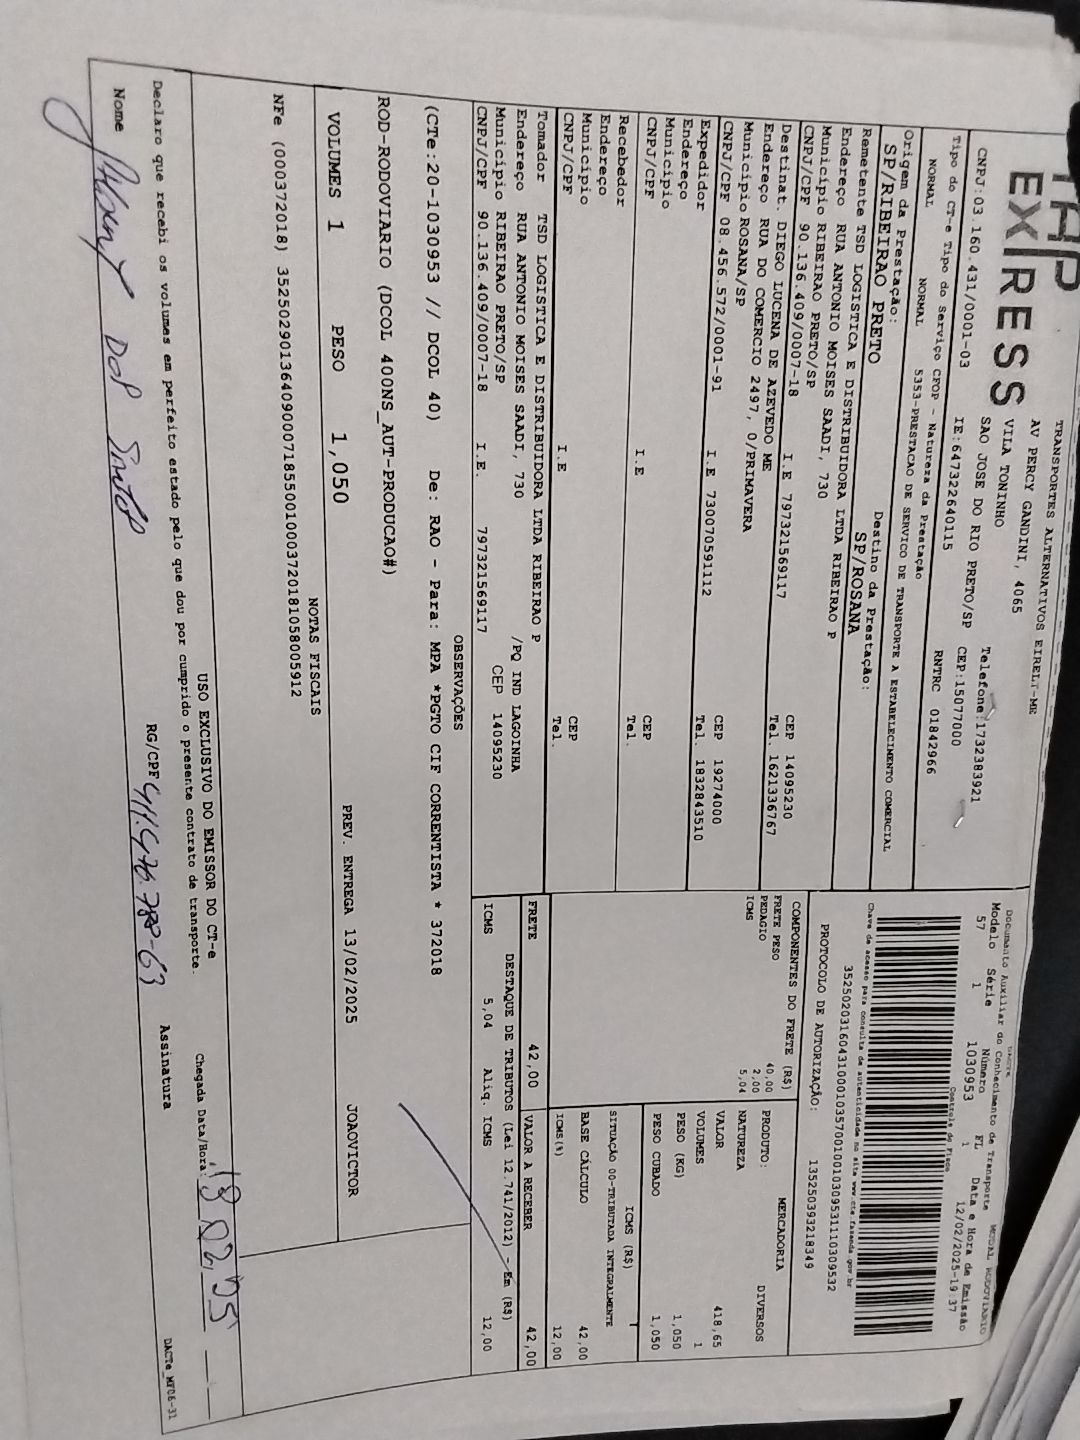 TAP
EXPRESS
TRANSPORTES ALTERNATIVOS EIRELI-ME
AV PERCY GANDINI, 4065
VILA TONINHO
SAO JOSE DO RIO PRETO/SP
Telefone:1732383921
CNPJ:03.160.431/0001-03 IE:647322640115 CEP:15077000
Tipo do CT-e Tipo do Serviço CFOP - Natureza da Prestação RNTRC 01842966
NORMAL NORMAL 5353-PRESTACAO DE SERVICO DE TRANSPORTE A ESTABELECIMENTO COMERCIAL
Origem da Prestação: Destino da Prestação:
SP/RIBEIRAO PRETO SP/ROSANA
Remetente TSD LOGISTICA E DISTRIBUIDORA LTDA RIBEIRAO P
Endereço RUA ANTONIO MOISES SAADI, 730
Município RIBEIRAO PRETO/SP CEP 14095230
CNPJ/CPF 90.136.409/0007-18 I.E 797321569117 Tel. 1621336767
Destinat. DIEGO LUCENA DE AZEVEDO ME
Endereço RUA DO COMERCIO 2497, 0/PRIMAVERA
Município ROSANA/SP CEP 19274000
CNPJ/CPF 08.456.572/0001-91 I.E 730070591112 Tel. 1832843510
Expedidor
Endereço
Município CEP
CNPJ/CPF I.E Tel.
Recebedor
Endereço
Município CEP
CNPJ/CPF I.E Tel.
Tomador TSD LOGISTICA E DISTRIBUIDORA LTDA RIBEIRAO P
Endereço RUA ANTONIO MOISES SAADI, 730 /PQ IND LAGOINHA
Município RIBEIRAO PRETO/SP CEP 14095230
CNPJ/CPF 90.136.409/0007-18 I.E. 797321569117
DACTE
Documento Auxiliar do Conhecimento de Transporte MODAL RODOVIARIO
Modelo Série Número FL Data e Hora de Emissão
57 1 1030953 1 12/02/2025-19:37
Controle do Fisco
Chave de acesso para consulta de autenticidade no site www.cte.fazenda.gov.br
35250203160431000103570010010309531110309532
PROTOCOLO DE AUTORIZAÇÃO: 135250393218349
COMPONENTES DO FRETE (R$)
FRETE PESO 40,00
PEDAGIO 2,00
ICMS 5,04
PRODUTO: MERCADORIA
NATUREZA DIVERSOS
VALOR 418,65
VOLUMES 1
PESO (KG) 1,050
PESO CUBADO 1,050
ICMS (R$)
SITUAÇÃO 00-TRIBUTADA INTEGRALMENTE
BASE CÁLCULO 42,00
ICMS(%) 12,00
FRETE 42,00 VALOR A RECEBER 42,00
DESTAQUE DE TRIBUTOS (Lei 12.741/2012) - Em (R$)
ICMS 5,04 Aliq. ICMS 12,00
OBSERVAÇÕES
(CTe:20-1030953 // DCOL 40) De: RAO - Para: MPA *PGTO CIF CORRENTISTA * 372018
ROD-RODOVIARIO (DCOL 400NS_AUT-PRODUCAO#)
VOLUMES 1 PESO 1,050 PREV. ENTREGA 13/02/2025 JOAOVICTOR
NOTAS FISCAIS
NFe (000372018) 35250290136409000718550010003720181058005912
USO EXCLUSIVO DO EMISSOR DO CT-e
Declaro que recebi os volumes em perfeito estado pelo que dou por cumprido o presente contrato de transporte. Chegada Data/Hora:
Nome Dos Santos RG/CPF Assinatura
DACTe_MF06-31